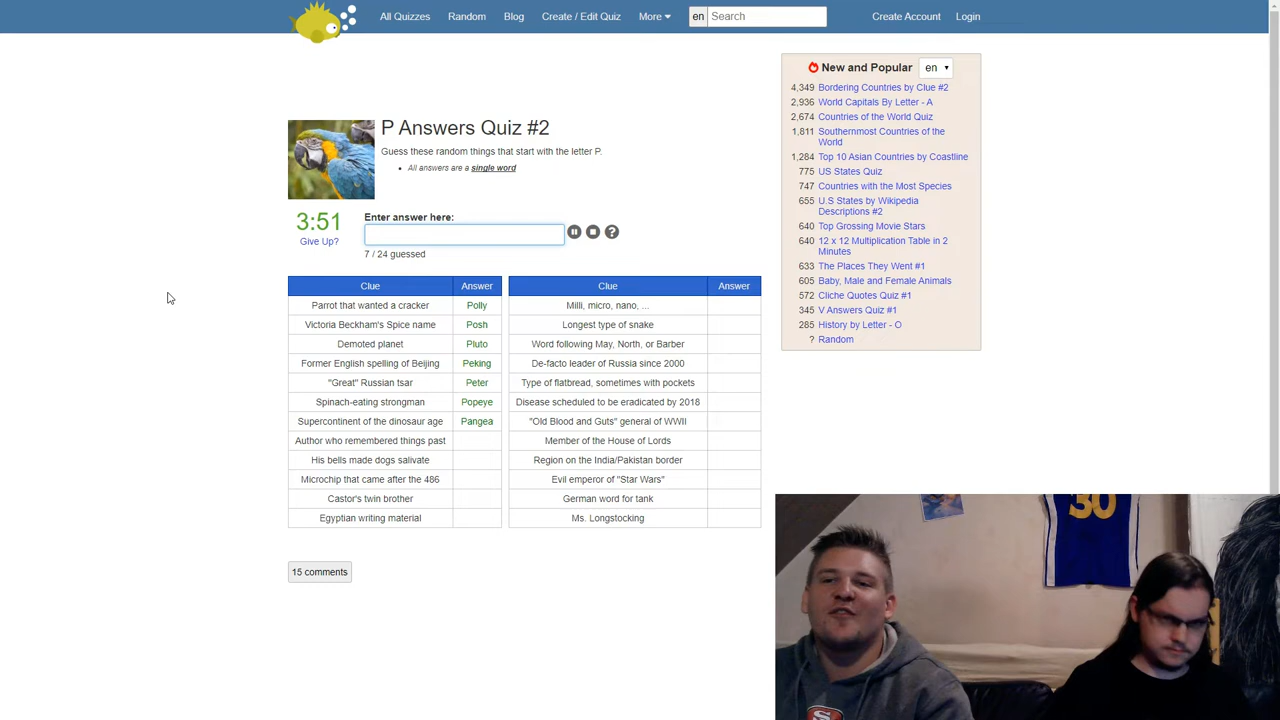 All Quizzes Random Blog Create / Edit Quiz More en Search Create Account Login
New and Popular en
4,349 Bordering Countries by Clue #2
2,936 World Capitals By Letter - A
2,674 Countries of the World Quiz
1,811 Southernmost Countries of the
World
1,284 Top 10 Asian Countries by Coastline
775 US States Quiz
747 Countries with the Most Species
655 U.S States by Wikipedia
Descriptions #2
640 Top Grossing Movie Stars
640 12 x 12 Multiplication Table in 2
Minutes
633 The Places They Went #1
605 Baby, Male and Female Animals
572 Cliche Quotes Quiz #1
345 V Answers Quiz #1
285 History by Letter - O
? Random
P Answers Quiz #2
Guess these random things that start with the letter P.
All answers are a single word
3:51
Give Up?
Enter answer here:
7 / 24 guessed
Clue Answer Clue Answer
Parrot that wanted a cracker Polly Milli, micro, nano, ...
Victoria Beckham's Spice name Posh Longest type of snake
Demoted planet Pluto Word following May, North, or Barber
Former English spelling of Beijing Peking De-facto leader of Russia since 2000
"Great" Russian tsar Peter Type of flatbread, sometimes with pockets
Spinach-eating strongman Popeye Disease scheduled to be eradicated by 2018
Supercontinent of the dinosaur age Pangea "Old Blood and Guts" general of WWII
Author who remembered things past Member of the House of Lords
His bells made dogs salivate Region on the India/Pakistan border
Microchip that came after the 486 Evil emperor of "Star Wars"
Castor's twin brother German word for tank
Egyptian writing material Ms. Longstocking
15 comments
30
SF